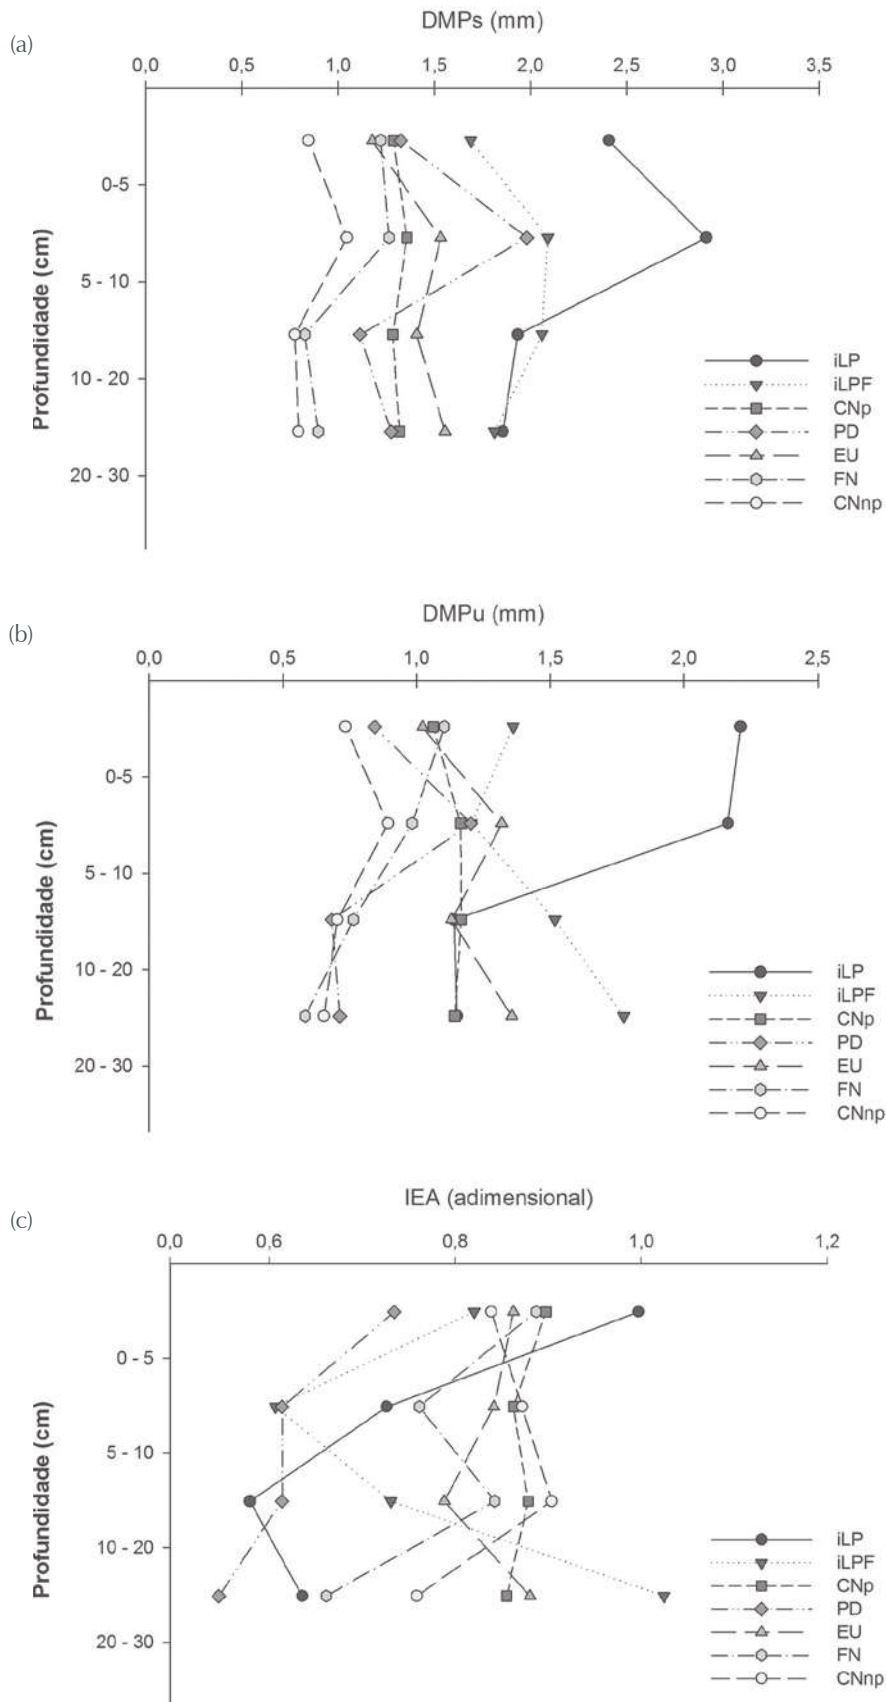 (a)
DMPs (mm)
0,0 0,5 1,0 1,5 2,0 2,5 3,0 3,5
Profundidade (cm)
0-5
5 - 10
10 - 20
20 - 30
iLP
iLPF
CNp
PD
EU
FN
CNnp
(b)
DMPu (mm)
0,0 0,5 1,0 1,5 2,0 2,5
Profundidade (cm)
0-5
5 - 10
10 - 20
20 - 30
iLP
iLPF
CNp
PD
EU
FN
CNnp
(c)
IEA (adimensional)
0,0 0,6 0,8 1,0 1,2
Profundidade (cm)
0 - 5
5 - 10
10 - 20
20 - 30
iLP
iLPF
CNp
PD
EU
FN
CNnp